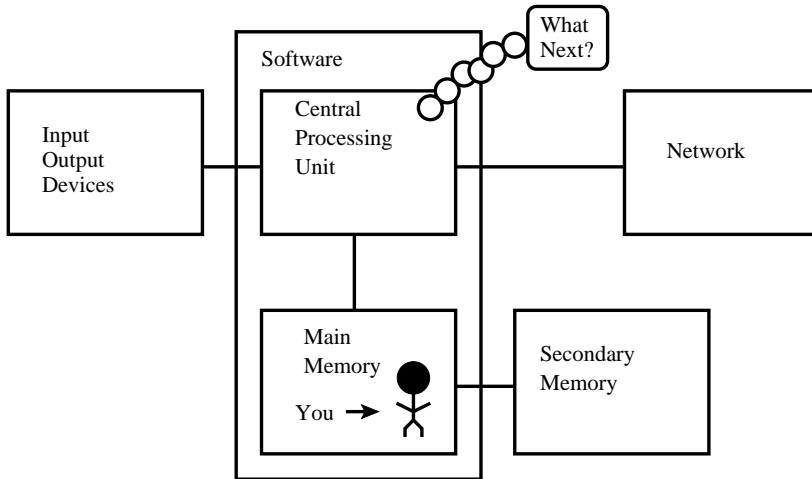 What
Next?
Software
Input
Output
Devices
Central
Processing
Unit
Network
Main
Memory
You
Secondary
Memory